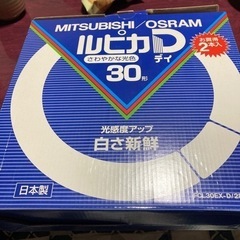 MITSUBISHI/OSRAM
ルピカD
さわやかな光色
デイ
30形
お買得
2本入
光感度アップ
白さ新鮮
日本製